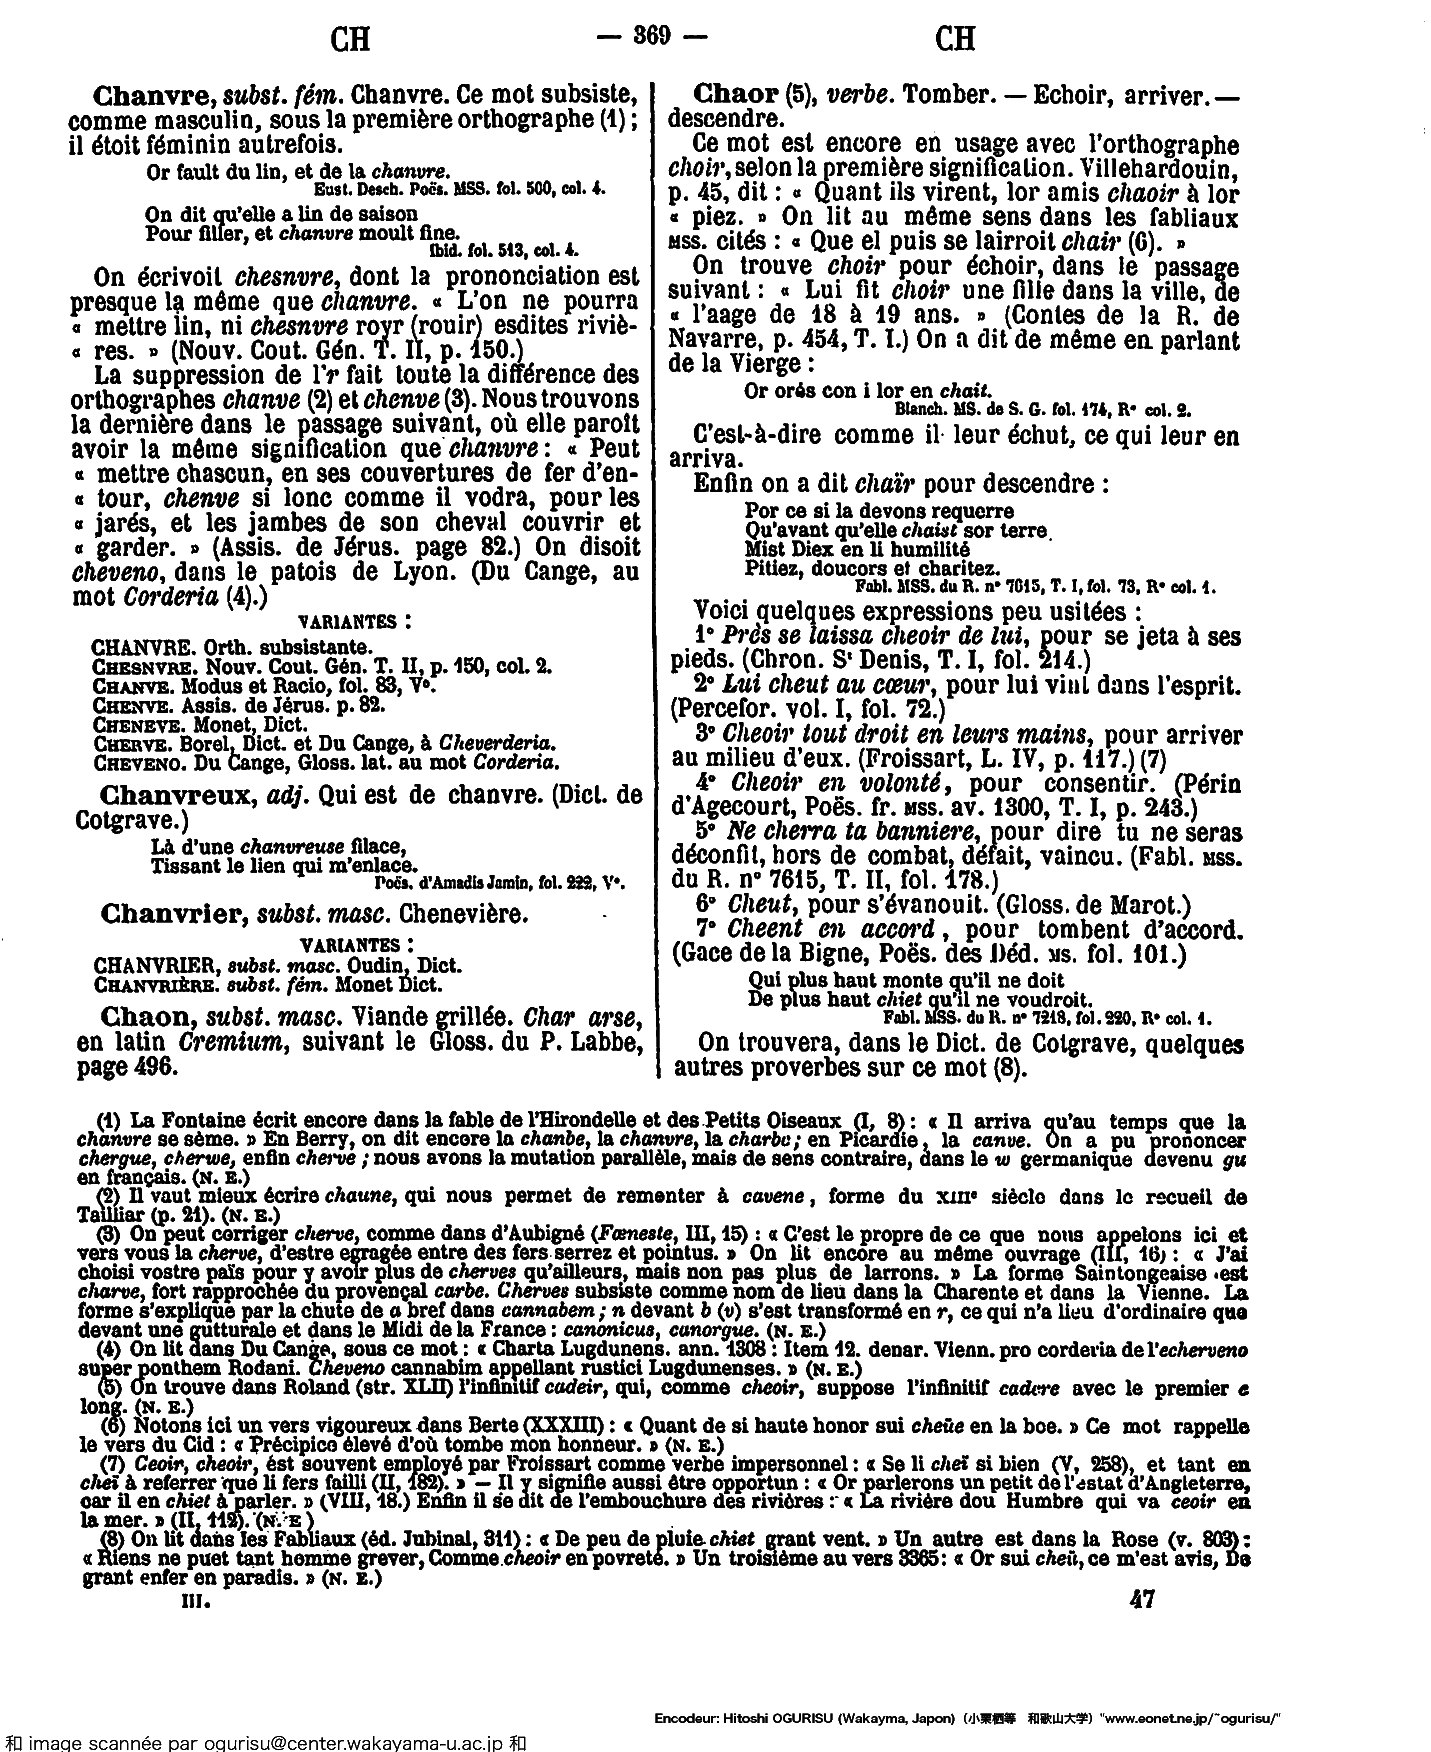 CH — 369 — CH
Chanvre, subst. fém. Chanvre. Ce mot subsiste,
comme masculin, sous la première orthographe (1) ;
il étoit féminin autrefois.
Or fault du lin, et de la chanvre.
Eust. Desch. Poës. MSS. fol. 500, col. 4.
On dit qu'elle a lin de saison
Pour filler, et chanvre moult fine.
Ibid. fol. 513, col. 4.
On écrivoit chesnvre, dont la prononciation est
presque la même que chanvre. « L'on ne pourra
« mettre lin, ni chesnvre royr (rouir) esdites riviè-
« res. » (Nouv. Cout. Gén. T. II, p. 150.)
La suppression de l'r fait toute la différence des
orthographes chanve (2) et chenve (3). Nous trouvons
la dernière dans le passage suivant, où elle paroît
avoir la même signification que chanvre : « Peut
« mettre chascun, en ses couvertures de fer d'en-
« tour, chenve si lonc comme il vodra, pour les
« jarés, et les jambes de son cheval couvrir et
« garder. » (Assis. de Jérus. page 82.) On disoit
cheveno, dans le patois de Lyon. (Du Cange, au
mot Corderia (4).)
VARIANTES :
CHANVRE. Orth. subsistante.
CHESNVRE. Nouv. Cout. Gén. T. II, p. 150, col. 2.
CHANVE. Modus et Racio, fol. 83, V°.
CHENVE. Assis. de Jérus. p. 82.
CHENEVE. Monet, Dict.
CHERVE. Borel, Dict. et Du Cange, à Cheverderia.
CHEVENO. Du Cange, Gloss. lat. au mot Corderia.
Chanvreux, adj. Qui est de chanvre. (Dict. de
Cotgrave.)
Là d'une chanvreuse filace,
Tissant le lien qui m'enlace.
Poës. d'Amadis Jamin, fol. 222, V°.
Chanvrier, subst. masc. Chenevière.
VARIANTES :
CHANVRIER, subst. masc. Oudin, Dict.
CHANVRIÈRE. subst. fém. Monet Dict.
Chaon, subst. masc. Viande grillée. Char arse,
en latin Cremium, suivant le Gloss. du P. Labbe,
page 496.
Chaor (5), verbe. Tomber. — Echoir, arriver. —
descendre.
Ce mot est encore en usage avec l'orthographe
choir, selon la première signification. Villehardouin,
p. 45, dit : « Quant ils virent, lor amis chaoir à lor
« piez. » On lit au même sens dans les fabliaux
MSS. cités : « Que el puis se lairroit chair (6). »
On trouve choir pour échoir, dans le passage
suivant : « Lui fit choir une fille dans la ville, de
« l'aage de 18 à 19 ans. » (Contes de la R. de
Navarre, p. 454, T. I.) On a dit de même en parlant
de la Vierge :
Or orés con i lor en chait.
Blanch. MS. de S. G. fol. 174, R° col. 2.
C'est-à-dire comme il leur échut, ce qui leur en
arriva.
Enfin on a dit chaïr pour descendre :
Por ce si la devons requerre
Qu'avant qu'elle chaist sor terre.
Mist Diex en li humilité
Pitiez, doucors et charitez.
Fabl. MSS. du R. n° 7615, T. I, fol. 73, R° col. 1.
Voici quelques expressions peu usitées :
1° Près se laissa cheoir de lui, pour se jeta à ses
pieds. (Chron. St Denis, T. I, fol. 214.)
2° Lui cheut au cœur, pour lui vint dans l'esprit.
(Percefor. vol. I, fol. 72.)
3° Cheoir tout droit en leurs mains, pour arriver
au milieu d'eux. (Froissart, L. IV, p. 117.) (7)
4° Cheoir en volonté, pour consentir. (Périn
d'Agecourt, Poës. fr. MSS. av. 1300, T. I, p. 243.)
5° Ne cherra ta banniere, pour dire tu ne seras
déconfit, hors de combat, défait, vaincu. (Fabl. MSS.
du R. n° 7615, T. II, fol. 178.)
6° Cheut, pour s'évanouit. (Gloss. de Marot.)
7° Cheent en accord, pour tombent d'accord.
(Gace de la Bigne, Poës. des Déd. MS. fol. 101.)
Qui plus haut monte qu'il ne doit
De plus haut chiet qu'il ne voudroit.
Fabl. MSS. du R. n° 7218, fol. 220, R° col. 1.
On trouvera, dans le Dict. de Cotgrave, quelques
autres proverbes sur ce mot (8).
(1) La Fontaine écrit encore dans la fable de l'Hirondelle et des Petits Oiseaux (I, 8) : « Il arriva qu'au temps que la
chanvre se sème. » En Berry, on dit encore la chanbe, la chanvre, la charbe ; en Picardie, la canve. On a pu prononcer
chergue, cherwe, enfin cherve ; nous avons la mutation parallèle, mais de sens contraire, dans le w germanique devenu gu
en français. (N. E.)
(2) Il vaut mieux écrire chaune, qui nous permet de remonter à cavene, forme du XIIIe siècle dans le recueil de
Tailliar (p. 21). (N. E.)
(3) On peut corriger cherve, comme dans d'Aubigné (Fœneste, III, 15) : « C'est le propre de ce que nous appelons ici et
vers vous la cherve, d'estre egragée entre des fers serrez et pointus. » On lit encore au même ouvrage (III, 16) : « J'ai
choisi vostre païs pour y avoir plus de cherves qu'ailleurs, mais non pas plus de larrons. » La forme Saintongeaise est
charve, fort rapprochée du provençal carbe. Cherves subsiste comme nom de lieu dans la Charente et dans la Vienne. La
forme s'explique par la chute de a bref dans cannabem ; n devant b (v) s'est transformé en r, ce qui n'a lieu d'ordinaire que
devant une gutturale et dans le Midi de la France : canonicus, canorgue. (N. E.)
(4) On lit dans Du Cange, sous ce mot : « Charta Lugdunens. ann. 1308 : Item 12. denar. Vienn. pro corderia de l'echerveno
super ponthem Rodani. Cheveno cannabim appellant rustici Lugdunenses. » (N. E.)
(5) On trouve dans Roland (str. XLII) l'infinitif cadeir, qui, comme cheoir, suppose l'infinitif cadere avec le premier e
long. (N. E.)
(6) Notons ici un vers vigoureux dans Berte (XXXIII) : « Quant de si haute honor sui cheüe en la boe. » Ce mot rappelle
le vers du Cid : « Précipice élevé d'où tombe mon honneur. » (N. E.)
(7) Ceoir, cheoir, ést souvent employé par Froissart comme verbe impersonnel : « Se li cheï si bien (V, 258), et tant en
cheï à referrer que li fers failli (II, 182). » — Il y signifie aussi être opportun : « Or parlerons un petit de l'estat d'Angleterre,
car il en chiet à parler. » (VIII, 18.) Enfin il se dit de l'embouchure des rivières : « La rivière dou Humbre qui va ceoir en
la mer. » (II, 112). (N. E)
(8) On lit dans les Fabliaux (éd. Jubinal, 311) : « De peu de pluie chiet grant vent. » Un autre est dans la Rose (v. 803) :
« Riens ne puet tant homme grever, Comme cheoir en povreté. » Un troisième au vers 3365 : « Or sui cheü, ce m'est avis, De
grant enfer en paradis. » (N. E.)
III. 47
Encodeur: Hitoshi OGURISU (Wakayma, Japon) (小栗栖等 和歌山大学) "www.eonet.ne.jp/~ogurisu/"
和 image scannée par ogurisu@center.wakayama-u.ac.jp 和